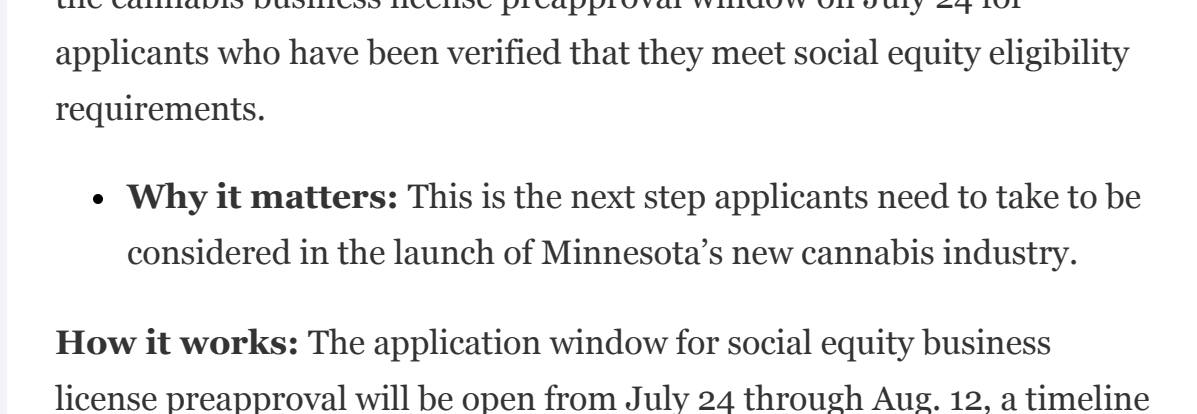 the cannabis business license preapproval window on July 24 for
applicants who have been verified that they meet social equity eligibility
requirements.
• Why it matters: This is the next step applicants need to take to be
considered in the launch of Minnesota’s new cannabis industry.
How it works: The application window for social equity business
license preapproval will be open from July 24 through Aug. 12, a timeline